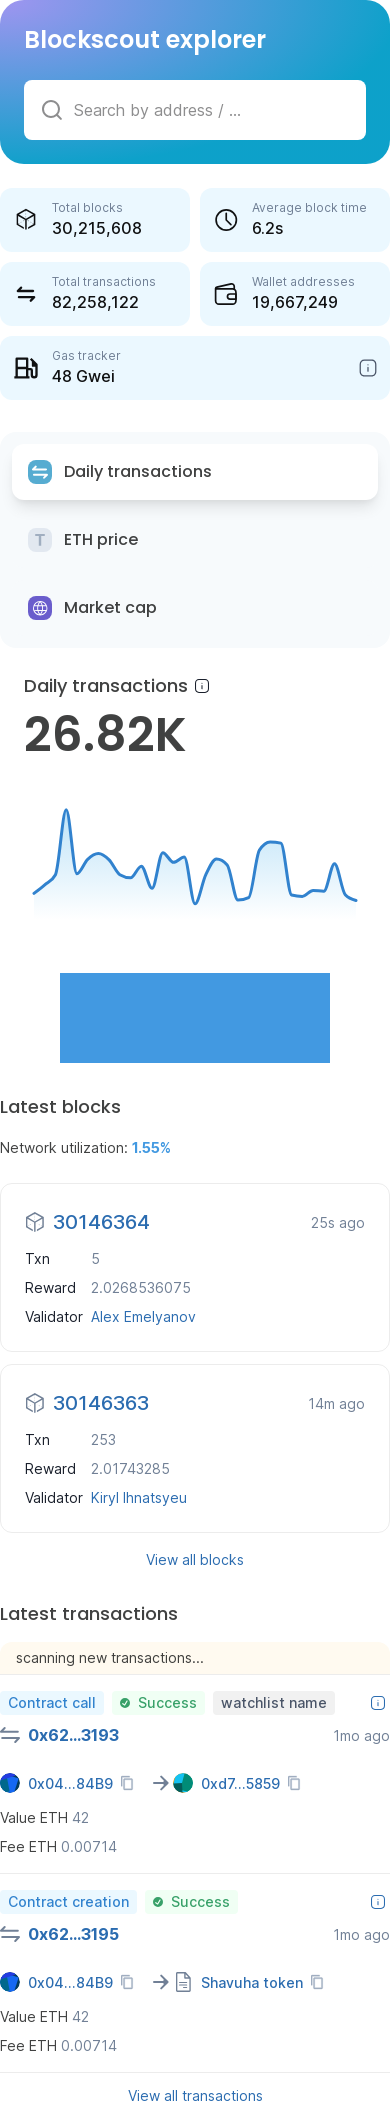 Blockscout explorer
Search by address / ...
Total blocks
30,215,608
Average block time
6.2s
Total transactions
82,258,122
Wallet addresses
19,667,249
Gas tracker
48 Gwei
Daily transactions
ETH price
Market cap
Daily transactions
26.82K
Latest blocks
Network utilization: 1.55%
30146364 25s ago
Txn 5
Reward 2.0268536075
Validator Alex Emelyanov
30146363 14m ago
Txn 253
Reward 2.01743285
Validator Kiryl Ihnatsyeu
View all blocks
Latest transactions
scanning new transactions...
Contract call Success watchlist name
0x62...3193 1mo ago
0x04...84B9 0xd7...5859
Value ETH 42
Fee ETH 0.00714
Contract creation Success
0x62...3195 1mo ago
0x04...84B9 Shavuha token
Value ETH 42
Fee ETH 0.00714
View all transactions